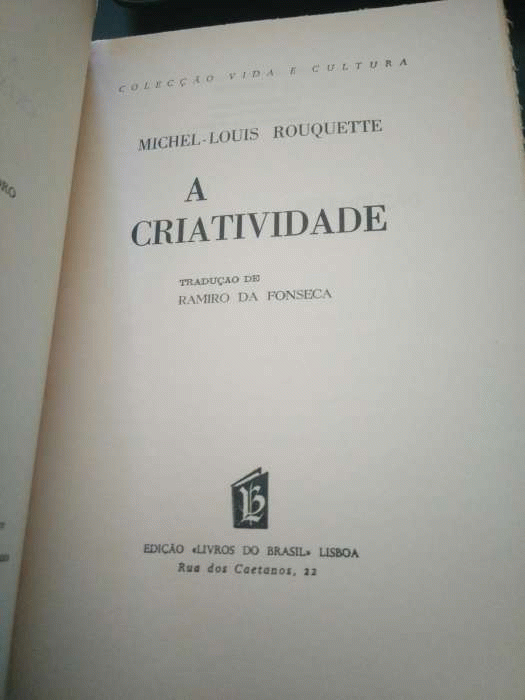 COLECÇÃO VIDA E CULTURA
MICHEL-LOUIS ROUQUETTE
A
CRIATIVIDADE
TRADUÇÃO DE
RAMIRO DA FONSECA
LB
EDIÇÃO «LIVROS DO BRASIL» LISBOA
Rua dos Caetanos, 22